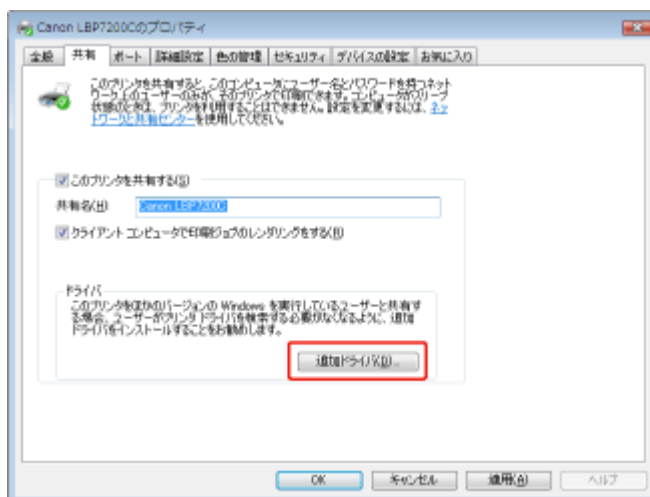 Canon LBP7200Cのプロパティ
全般 共有 ポート 詳細設定 色の管理 セキュリティ デバイスの設定 お気に入り
このプリンタを共有すると、このコンピュータにユーザー名とパスワードを持つネット
ワーク上のユーザーのみが、そのプリンタで印刷できます。コンピュータがスリープ
状態のときは、プリンタを利用することはできません。設定を変更するには、ネッ
トワークと共有センターを使用してください。
このプリンタを共有する(S)
共有名(H) Canon LBP7200C
クライアント コンピュータで印刷ジョブのレンダリングをする(R)
ドライバ
このプリンタをほかのバージョンの Windows を実行しているユーザーと共有す
る場合、ユーザーがプリンタ ドライバを検索する必要がなくなるように、追加
ドライバをインストールすることをお勧めします。
追加ドライバ(D)...
OK キャンセル 適用(A) ヘルプ